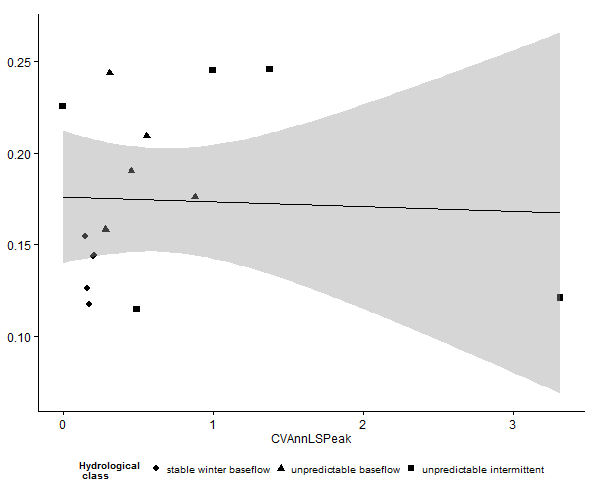 0.25
0.20
0.15
0.10
0 1 2 3
CVAnnLSPeak
Hydrological
class
stable winter baseflow unpredictable baseflow unpredictable intermittent